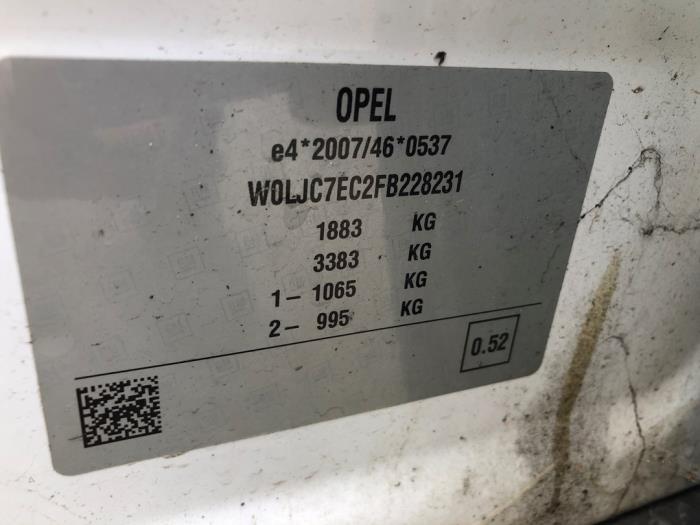 OPEL
e4*2007/46*0537
W0LJC7EC2FB228231
1883 KG
3383 KG
1– 1065 KG
2– 995 KG
0.52